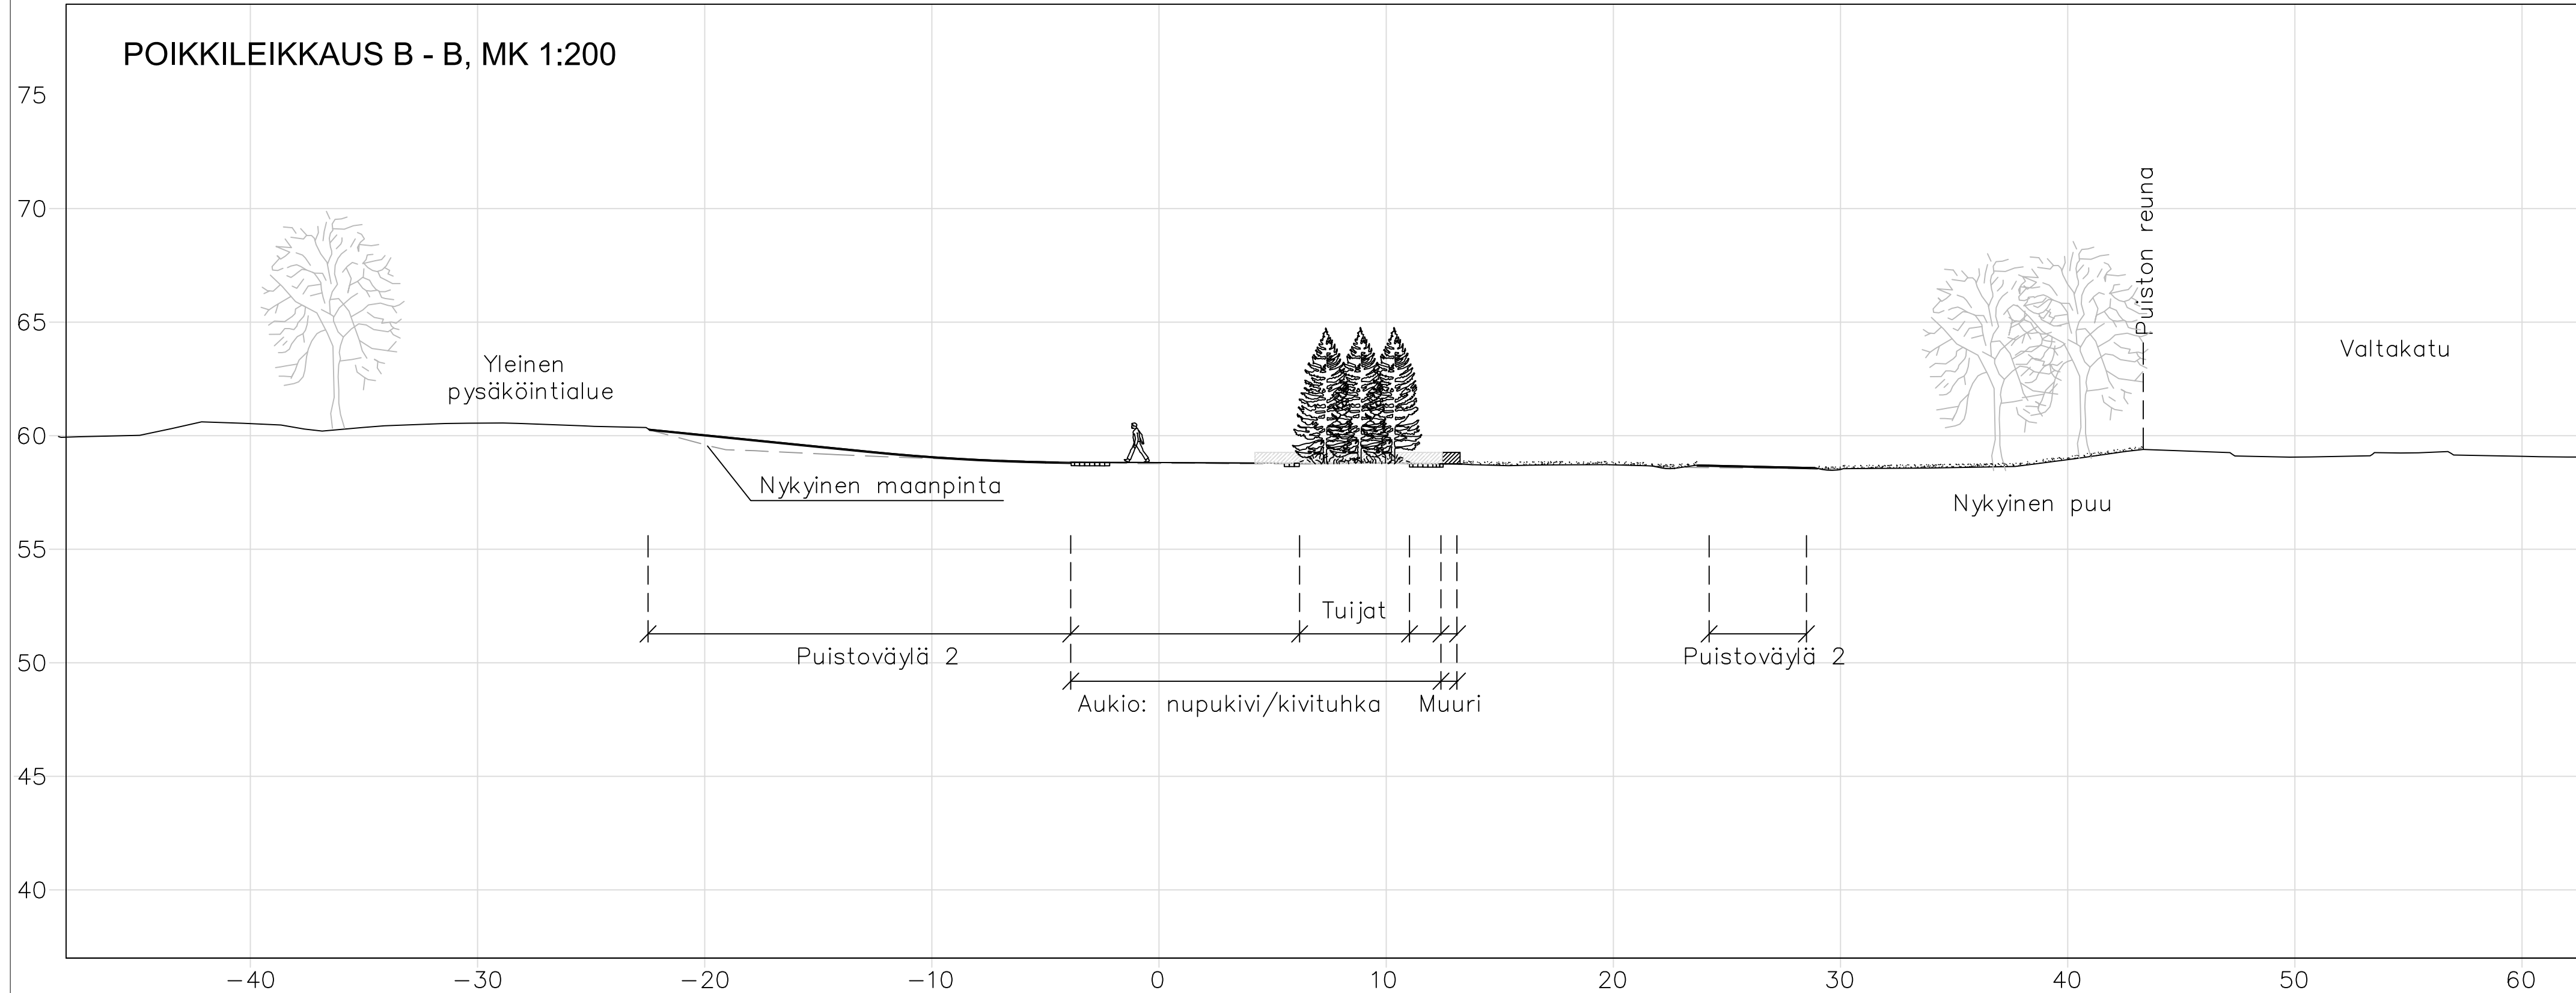 POIKKILEIKKAUS B - B, MK 1:200
75
70
65
60
55
50
45
40
Puiston reuna
Valtakatu
Yleinen
pysäköintialue
Nykyinen maanpinta
Nykyinen puu
Tuijat
Puistoväylä 2
Puistoväylä 2
Aukio: nupukivi/kivituhka
Muuri
-40 -30 -20 -10 0 10 20 30 40 50 60